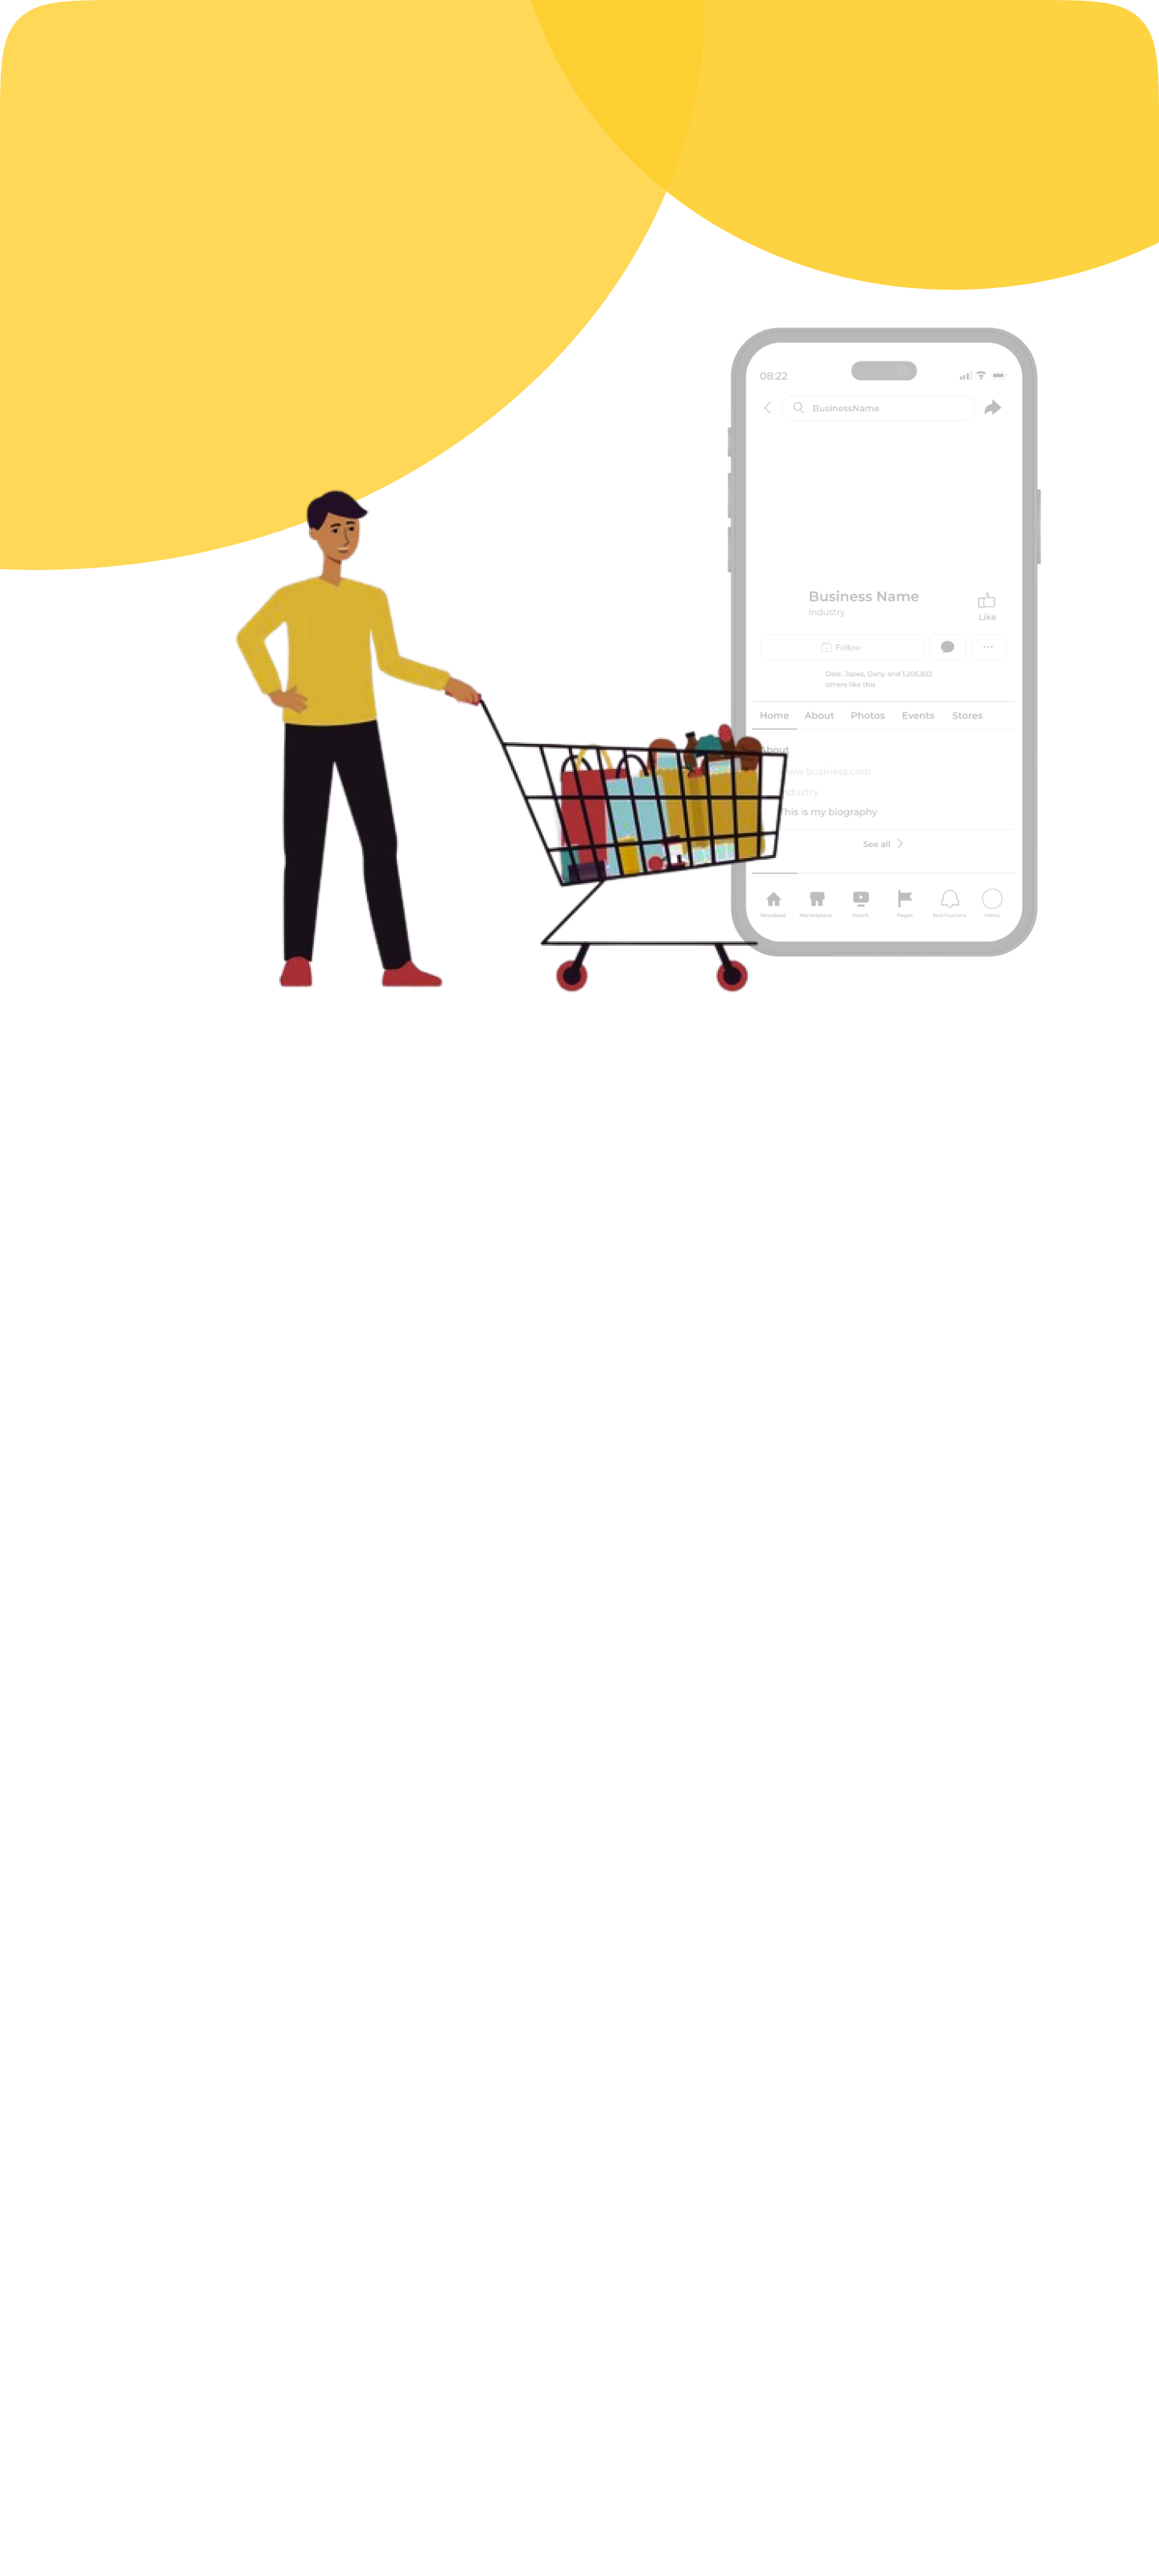 08:22
BusinessName
Business Name
Industry
Like
Follow
Dale, Japes, Dany and 1,205,822
others like this
Home About Photos Events Stores
About
www.business.com
Industry
This is my biography
See all
Newsfeed Marketplace Watch Pages Notifications Menu